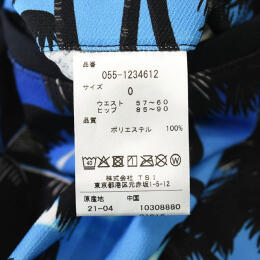 品番
055-1234612
サイズ
0
ウエスト 57~60
ヒップ 85~90
ポリエステル 100%
株式会社 TSI
東京都港区元赤坂1-5-12
原産地 中国
21-04 10308880